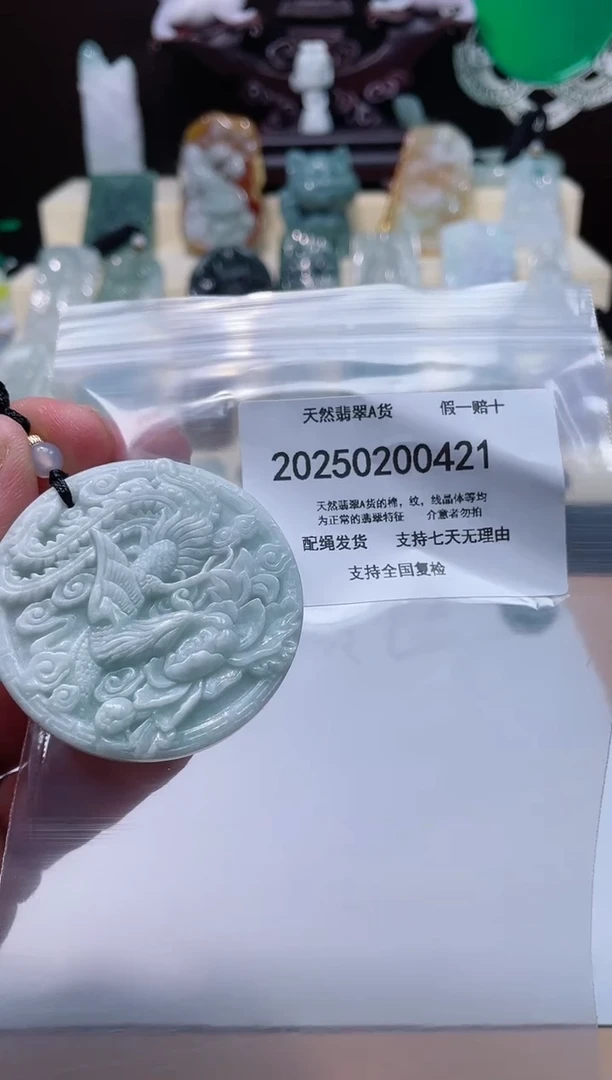 天然翡翠A货 假一赔十
20250200421
天然翡翠A货的棉，纹，线晶体等均
为正常的翡翠特征 介意者勿拍
配绳发货 支持七天无理由
支持全国复检